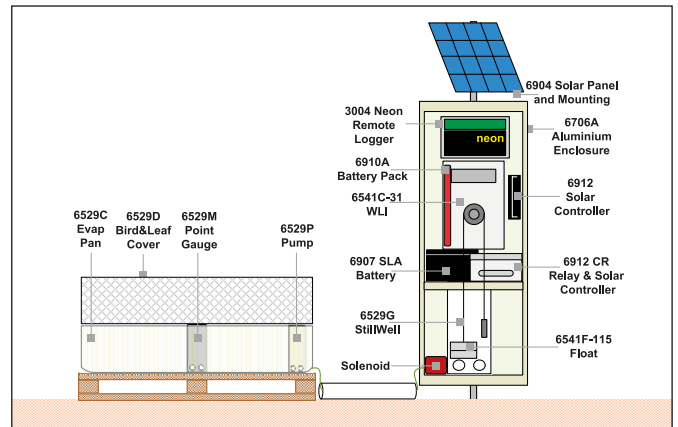 6904 Solar Panel
and Mounting
3004 Neon
Remote
Logger
neon
6706A
Aluminium
Enclosure
6910A
Battery Pack
6541C-31
WLI
6912
Solar
Controller
6529C
Evap
Pan
6529D
Bird&Leaf
Cover
6529M
Point
Gauge
6529P
Pump
6907 SLA
Battery
6912 CR
Relay & Solar
Controller
6529G
StillWell
6541F-115
Float
Solenoid